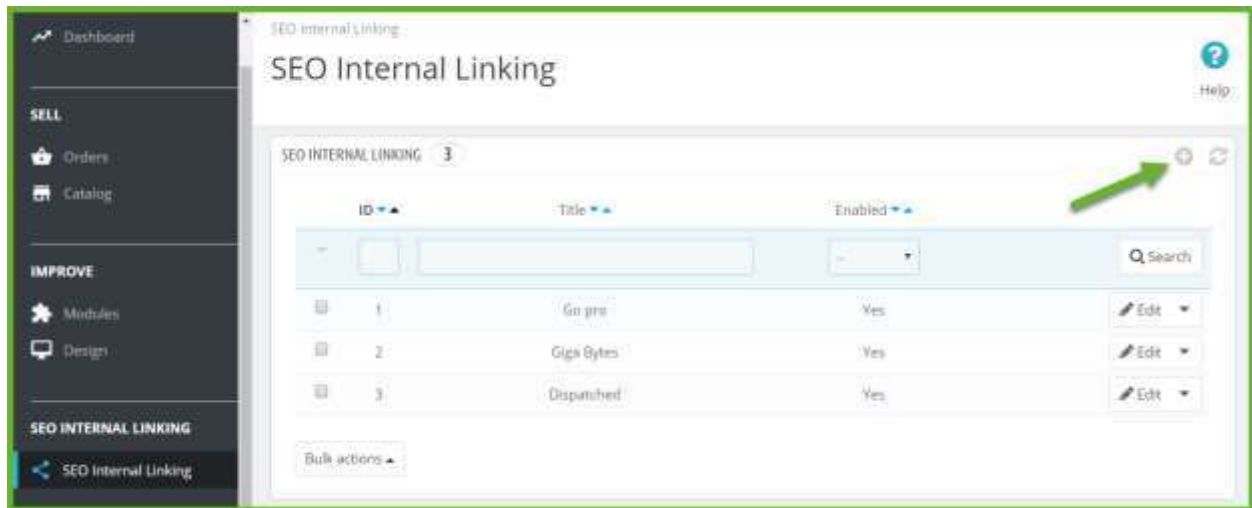 Dashboard
SELL
Orders
Catalog
IMPROVE
Modules
Design
SEO INTERNAL LINKING
SEO Internal Linking
SEO Internal Linking
SEO Internal Linking
Help
SEO INTERNAL LINKING 3
ID Title Enabled
-- - Search
1 Go pro Yes Edit
2 Giga Bytes Yes Edit
3 Dispatched Yes Edit
Bulk actions